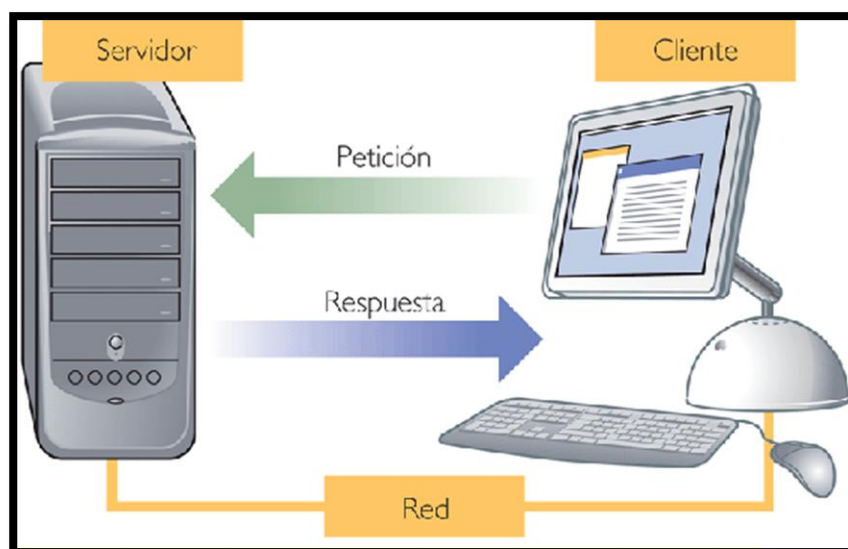 Servidor
Cliente
Petición
Respuesta
Red